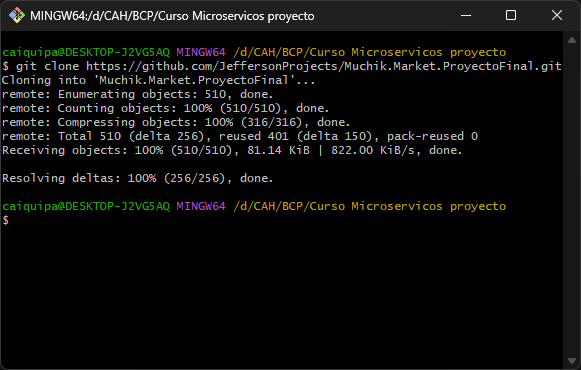 MINGW64:/d/CAH/BCP/Curso Microservicos proyecto
caiquipa@DESKTOP-J2VG5AQ MINGW64 /d/CAH/BCP/Curso Microservicos proyecto
$ git clone https://github.com/JeffersonProjects/Muchik.Market.ProyectoFinal.git
Cloning into 'Muchik.Market.ProyectoFinal'...
remote: Enumerating objects: 510, done.
remote: Counting objects: 100% (510/510), done.
remote: Compressing objects: 100% (316/316), done.
remote: Total 510 (delta 256), reused 401 (delta 150), pack-reused 0
Receiving objects: 100% (510/510), 81.14 KiB | 822.00 KiB/s, done.
Resolving deltas: 100% (256/256), done.
caiquipa@DESKTOP-J2VG5AQ MINGW64 /d/CAH/BCP/Curso Microservicos proyecto
$